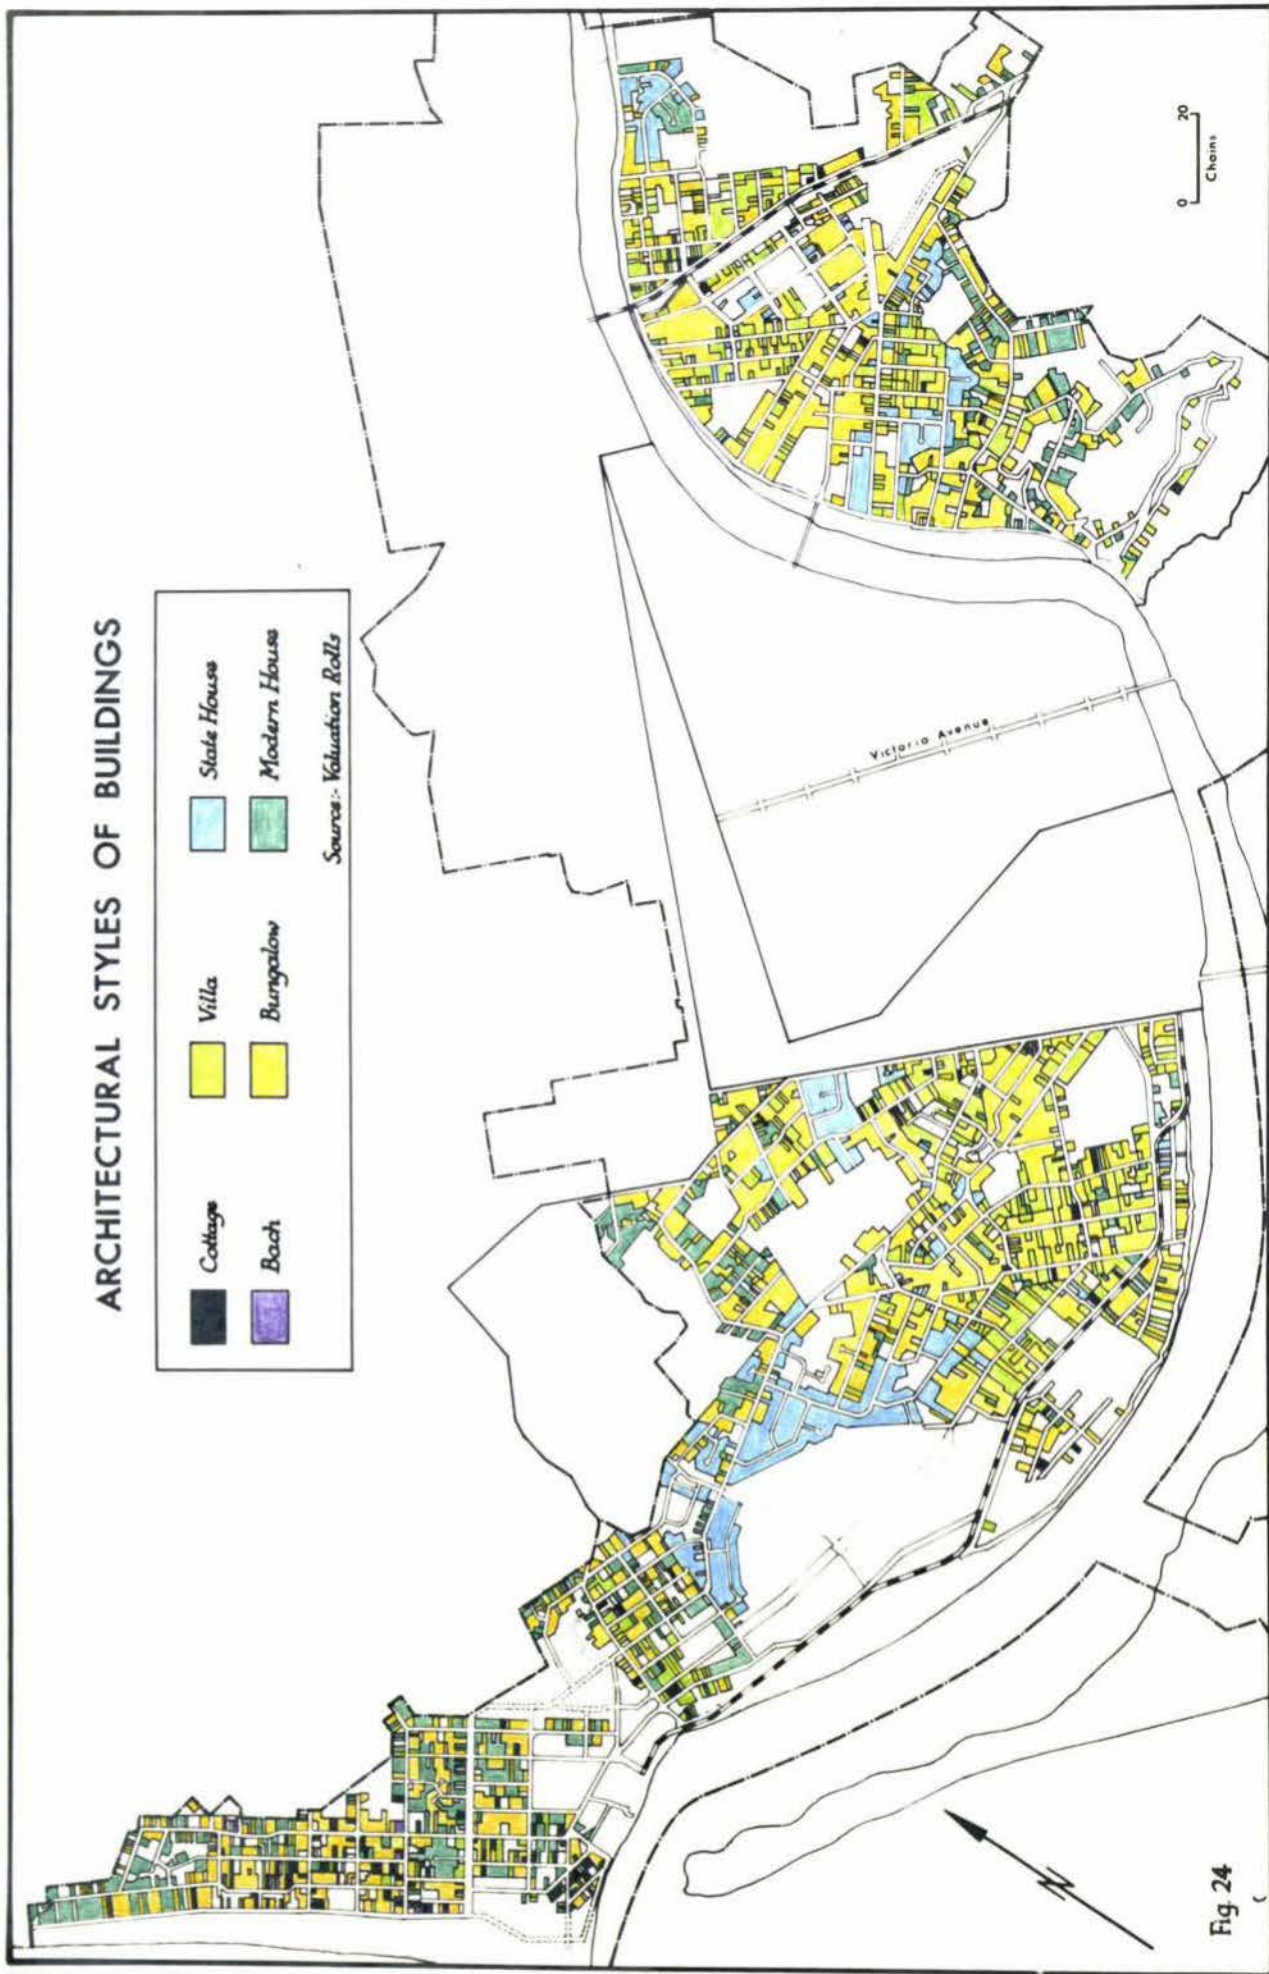 ARCHITECTURAL STYLES OF BUILDINGS
Cottage
Villa
State House
Bach
Bungalow
Modern House
Source:- Valuation Rolls
Victoria Avenue
0 20
Chains
N
Fig. 24